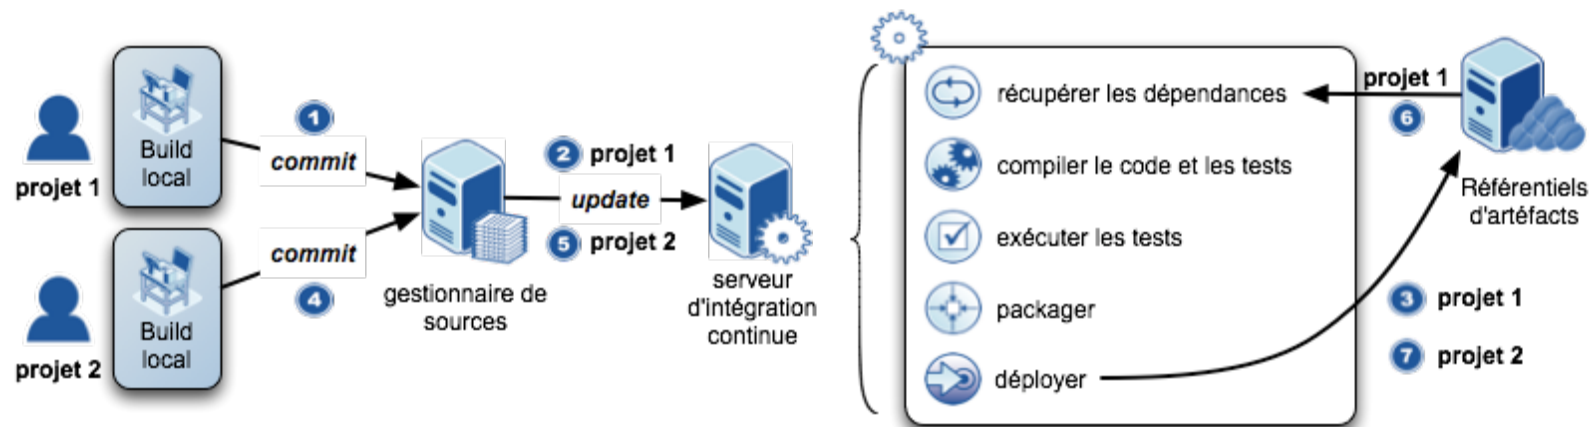 Build
local
projet 1
1
commit
Build
local
projet 2
commit
4
gestionnaire de
sources
2 projet 1
update
5 projet 2
serveur
d'intégration
continue
récupérer les dépendances
compiler le code et les tests
exécuter les tests
packager
déployer
projet 1
6
Référentiels
d'artéfacts
3 projet 1
7 projet 2